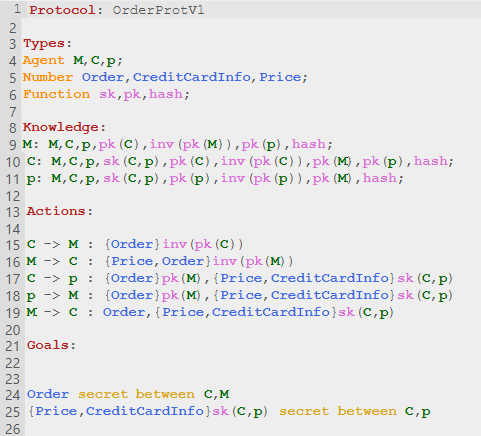 1 Protocol: OrderProtV1
2
3 Types:
4 Agent M,C,p;
5 Number Order,CreditCardInfo,Price;
6 Function sk,pk,hash;
7
8 Knowledge:
9 M: M,C,p,pk(C),inv(pk(M)),pk(p),hash;
10 C: M,C,p,sk(C,p),pk(C),inv(pk(C)),pk(M),pk(p),hash;
11 p: M,C,p,sk(C,p),pk(p),inv(pk(p)),pk(M),hash;
12
13 Actions:
14
15 C -> M : {Order}inv(pk(C))
16 M -> C : {Price,Order}inv(pk(M))
17 C -> p : {Order}pk(M),{Price,CreditCardInfo}sk(C,p)
18 p -> M : {Order}pk(M),{Price,CreditCardInfo}sk(C,p)
19 M -> C : Order,{Price,CreditCardInfo}sk(C,p)
20
21 Goals:
22
23
24 Order secret between C,M
25 {Price,CreditCardInfo}sk(C,p) secret between C,p
26